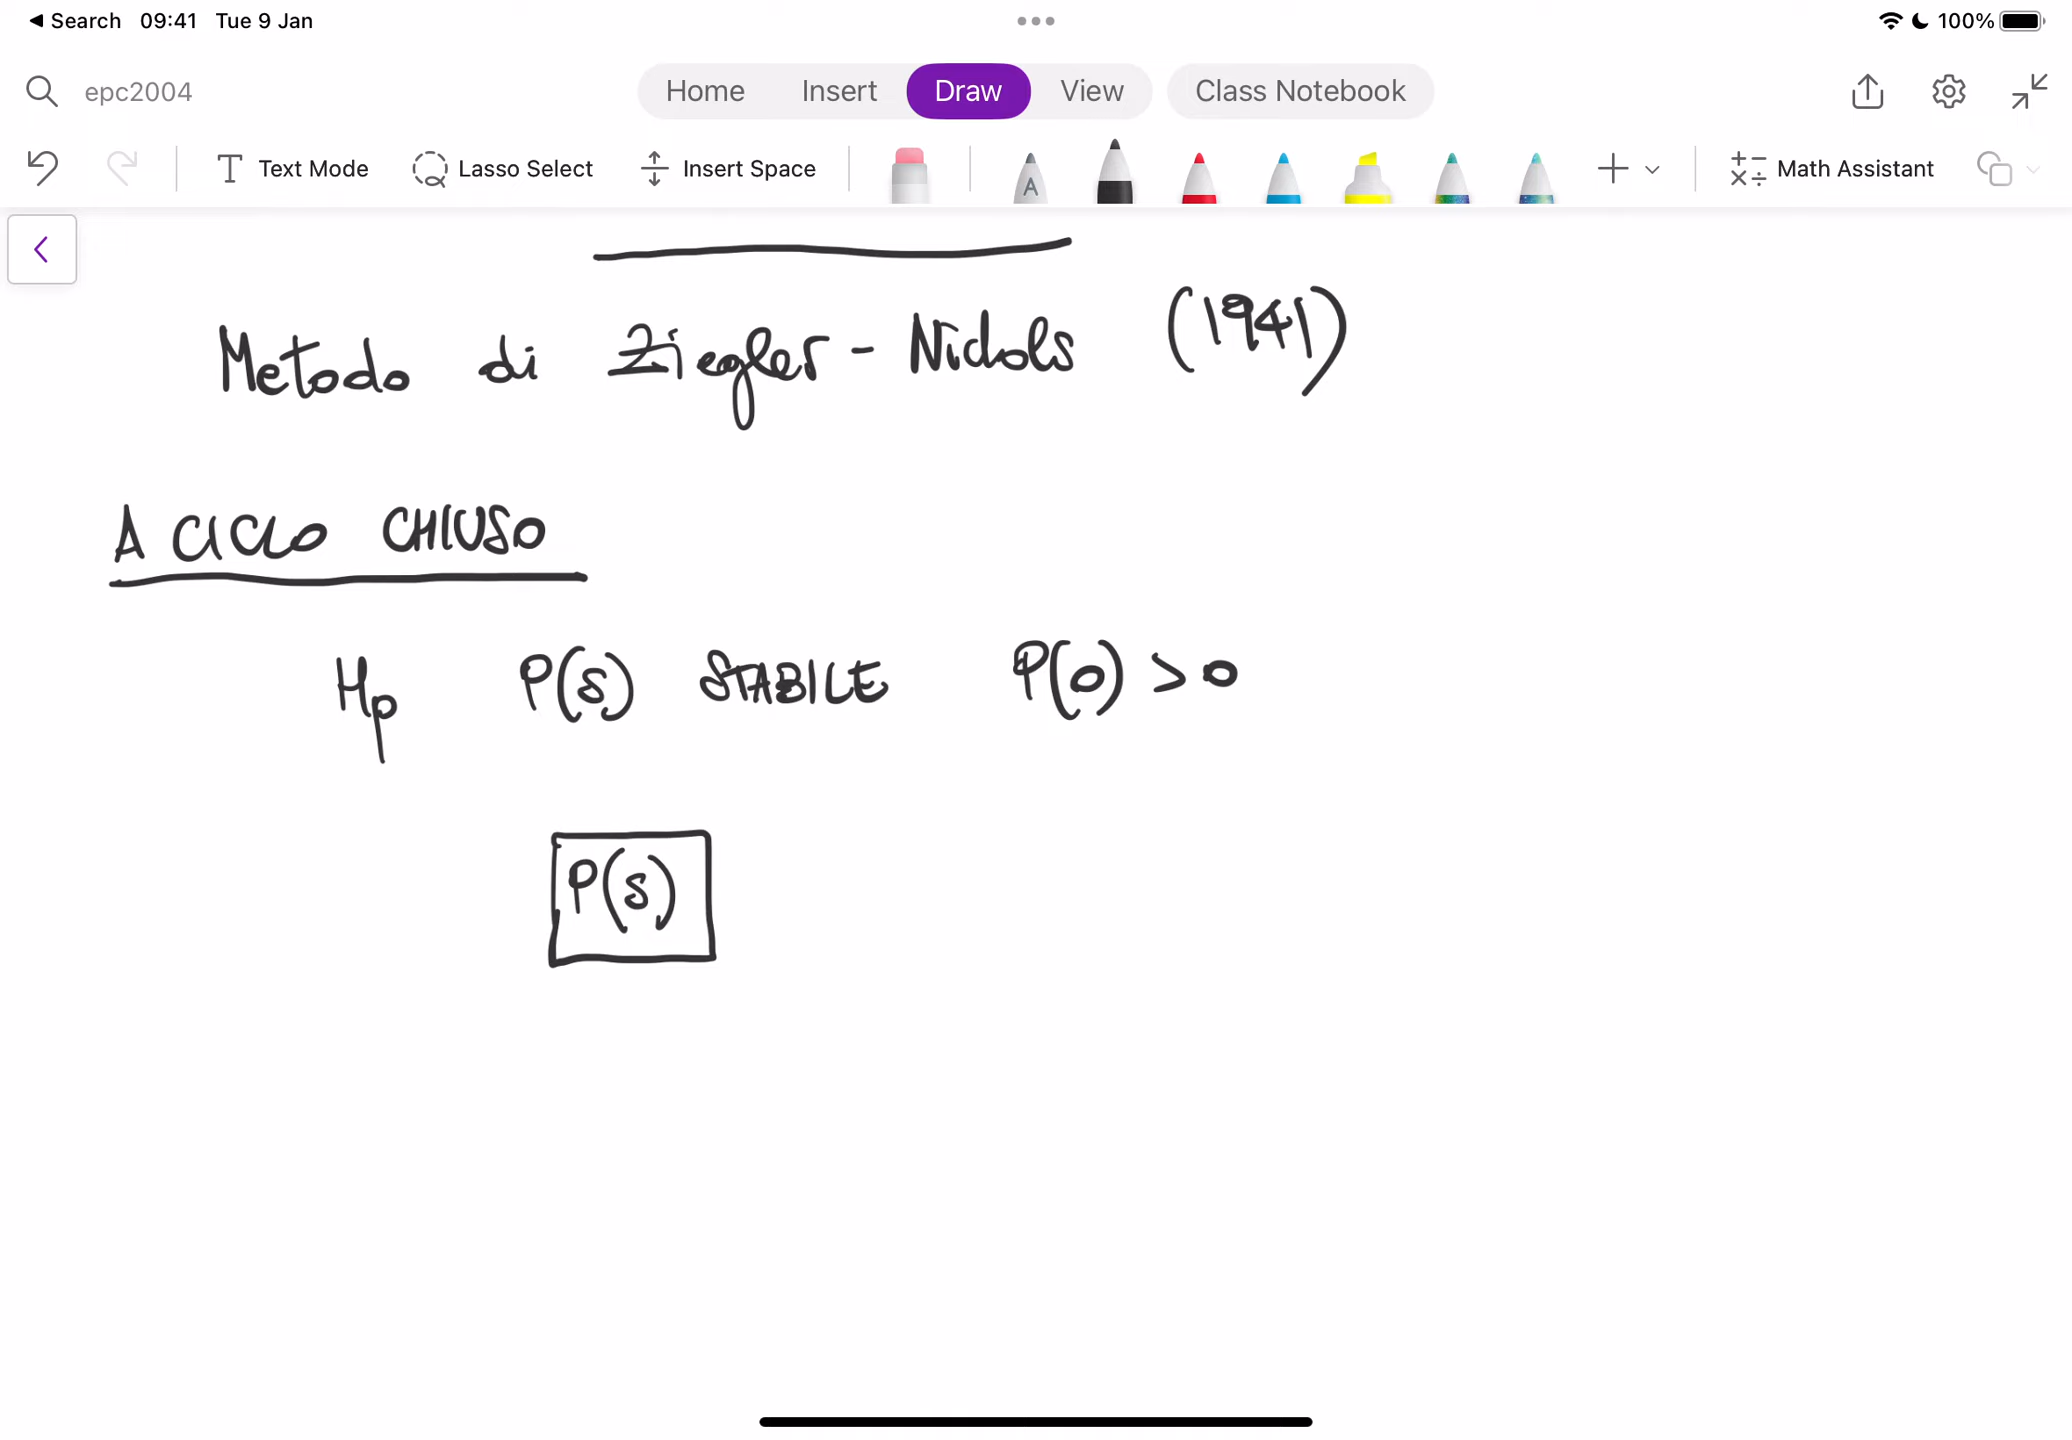 ◀ Search 09:41 Tue 9 Jan 100%
epc2004 Home Insert Draw View Class Notebook
Text Mode Lasso Select Insert Space A Math Assistant
Metodo di Ziegler - Nichols (1941)
A CICLO CHIUSO
Hp P(s) STABILE P(0) > 0
P(s)